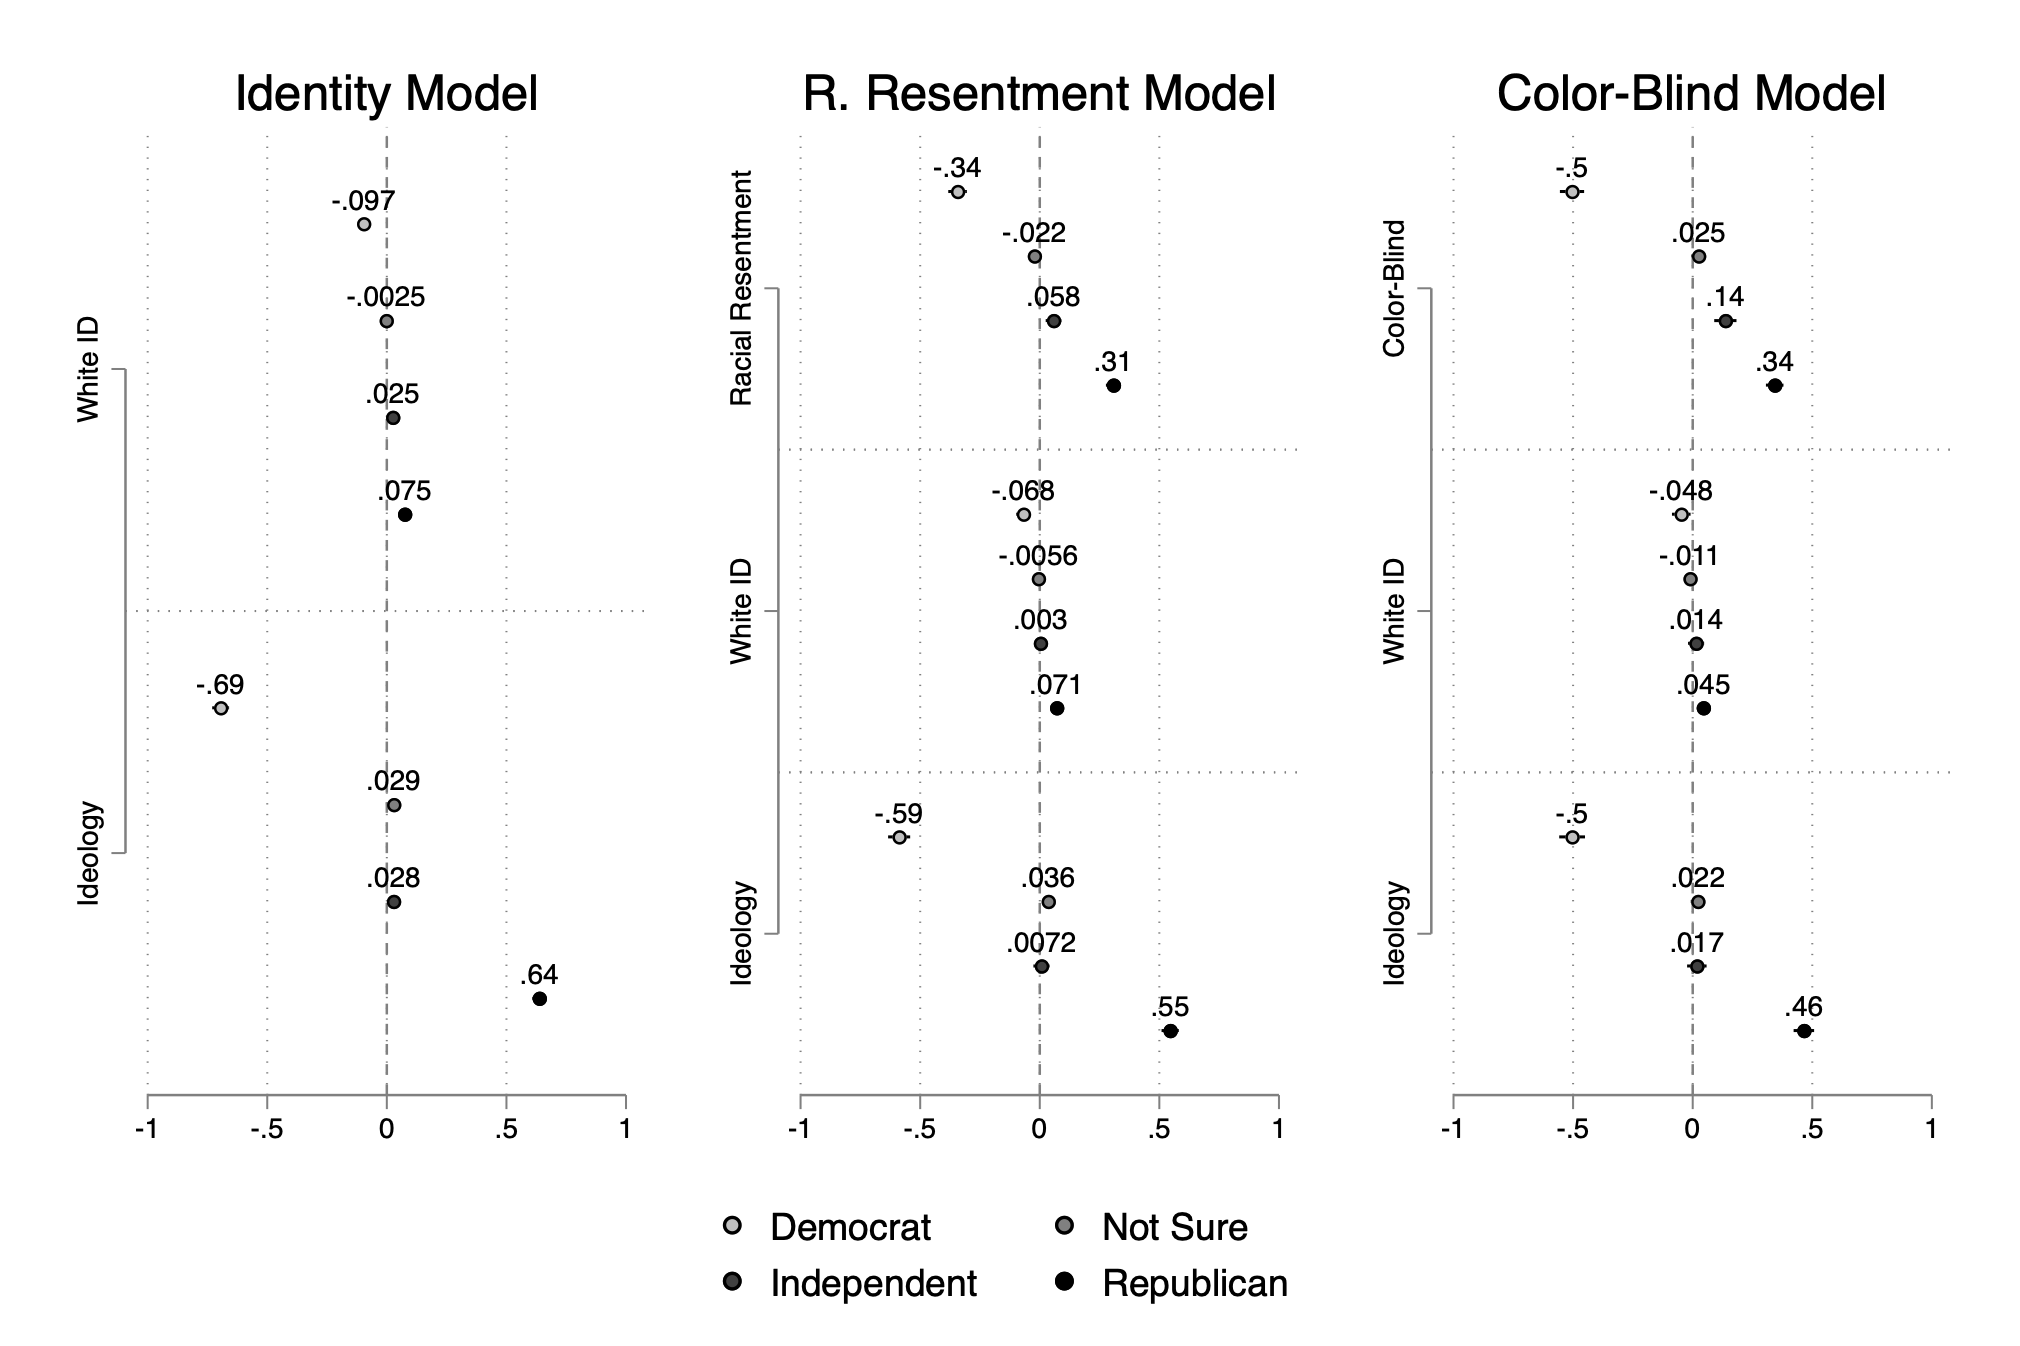 Identity Model
White ID
-.097
-.0025
.025
.075
Ideology
-.69
.029
.028
.64
-1 -.5 0 .5 1
R. Resentment Model
Racial Resentment
-.34
-.022
.058
.31
White ID
-.068
-.0056
.003
.071
Ideology
-.59
.036
.0072
.55
-1 -.5 0 .5 1
Color-Blind Model
Color-Blind
-.5
.025
.14
.34
White ID
-.048
-.011
.014
.045
Ideology
-.5
.022
.017
.46
-1 -.5 0 .5 1
Democrat
Not Sure
Independent
Republican